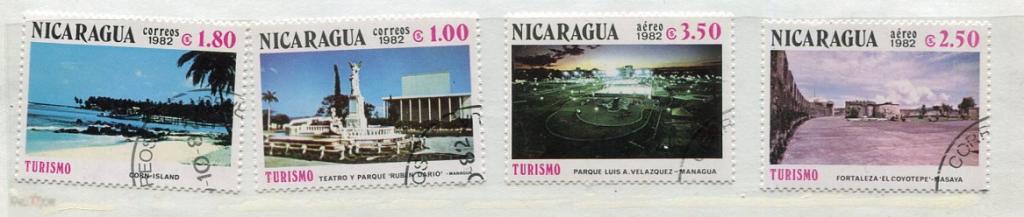 NICARAGUA correos 1982 C$ 1.80
TURISMO
CORN ISLAND
NICARAGUA correos 1982 C$ 1.00
TURISMO TEATRO Y PARQUE 'RUBEN DARIO' - MANAGUA
NICARAGUA aéreo 1982 C$ 3.50
TURISMO
PARQUE LUIS A. VELAZQUEZ - MANAGUA
NICARAGUA aéreo 1982 C$ 2.50
TURISMO
FORTALEZA 'EL COYOTEPE' - MASAYA